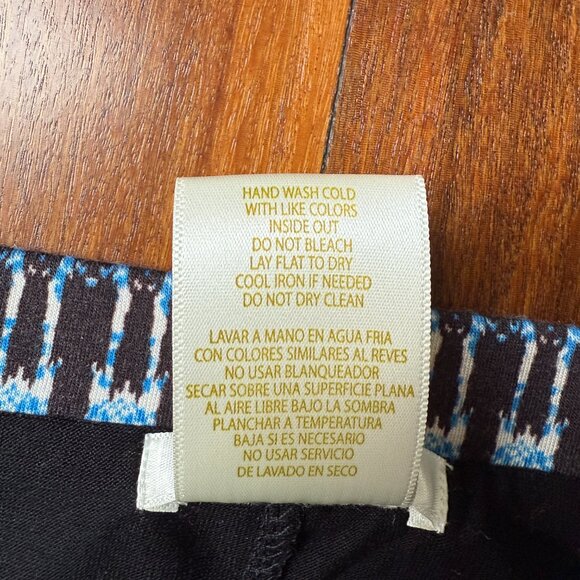 HAND WASH COLD
WITH LIKE COLORS
INSIDE OUT
DO NOT BLEACH
LAY FLAT TO DRY
COOL IRON IF NEEDED
DO NOT DRY CLEAN
LAVAR A MANO EN AGUA FRIA
CON COLORES SIMILARES AL REVES
NO USAR BLANQUEADOR
SECAR SOBRE UNA SUPERFICIE PLANA
AL AIRE LIBRE BAJO LA SOMBRA
PLANCHAR A TEMPERATURA
BAJA SI ES NECESARIO
NO USAR SERVICIO
DE LAVADO EN SECO